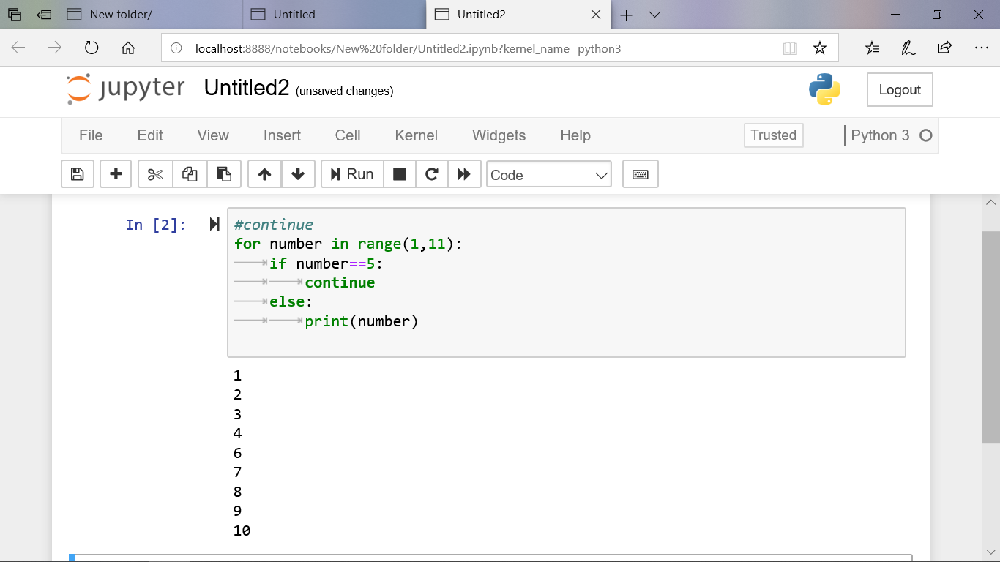 New folder/
Untitled
Untitled2
localhost:8888/notebooks/New%20folder/Untitled2.ipynb?kernel_name=python3
jupyter Untitled2 (unsaved changes)
Logout
File Edit View Insert Cell Kernel Widgets Help Trusted Python 3
Run Code
In [2]:
#continue
for number in range(1,11):
if number==5:
continue
else:
print(number)
1
2
3
4
6
7
8
9
10